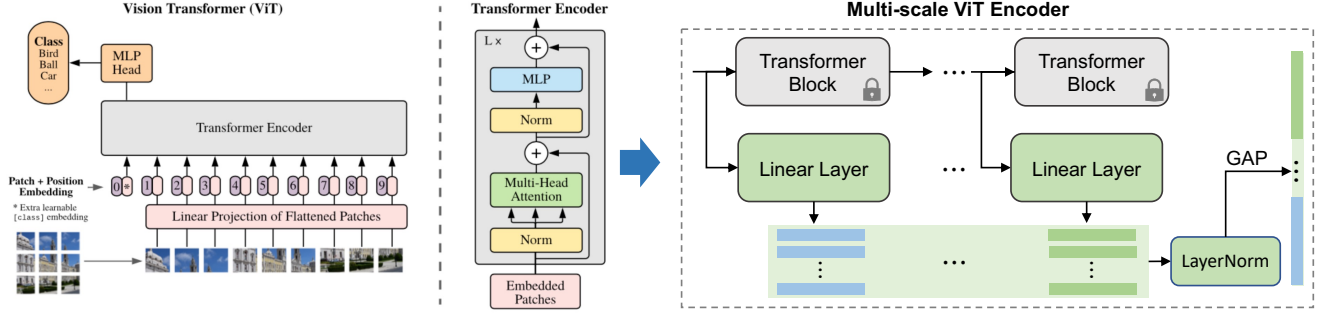 Vision Transformer (ViT)
Class
Bird
Ball
Car
...
MLP
Head
Transformer Encoder
Patch + Position
Embedding
* Extra learnable
[class] embedding
0 *
1
2
3
4
5
6
7
8
9
Linear Projection of Flattened Patches
Transformer Encoder
L ×
+
MLP
Norm
+
Multi-Head
Attention
Norm
Embedded
Patches
Multi-scale ViT Encoder
Transformer
Block
...
Transformer
Block
Linear Layer
...
Linear Layer
GAP
...
LayerNorm